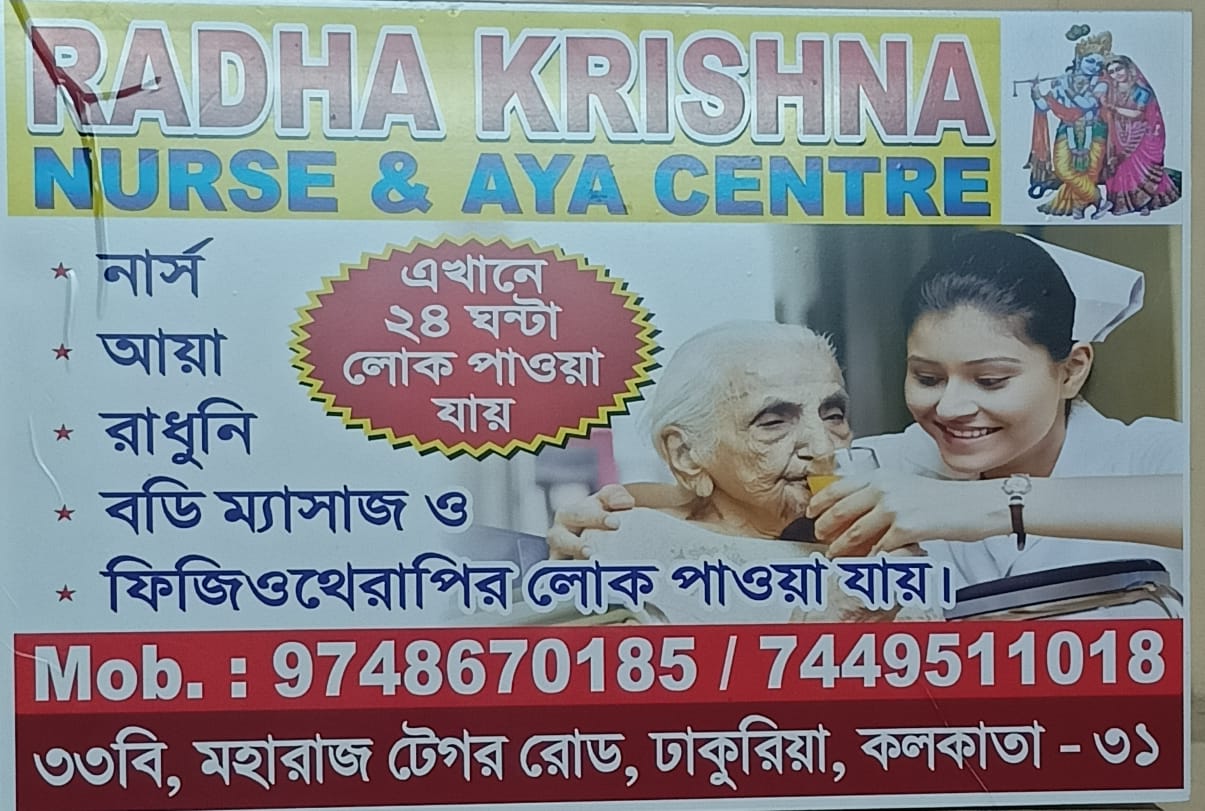 RADHA KRISHNA
NURSE & AYA CENTRE
নার্স
আয়া
রাধুনি
বডি ম্যাসাজ ও
ফিজিওথেরাপির লোক পাওয়া যায়।
এখানে
২৪ ঘন্টা
লোক পাওয়া
যায়
Mob. : 9748670185 / 7449511018
৩৩বি, মহারাজ টেগর রোড, ঢাকুরিয়া, কলকাতা - ৩১